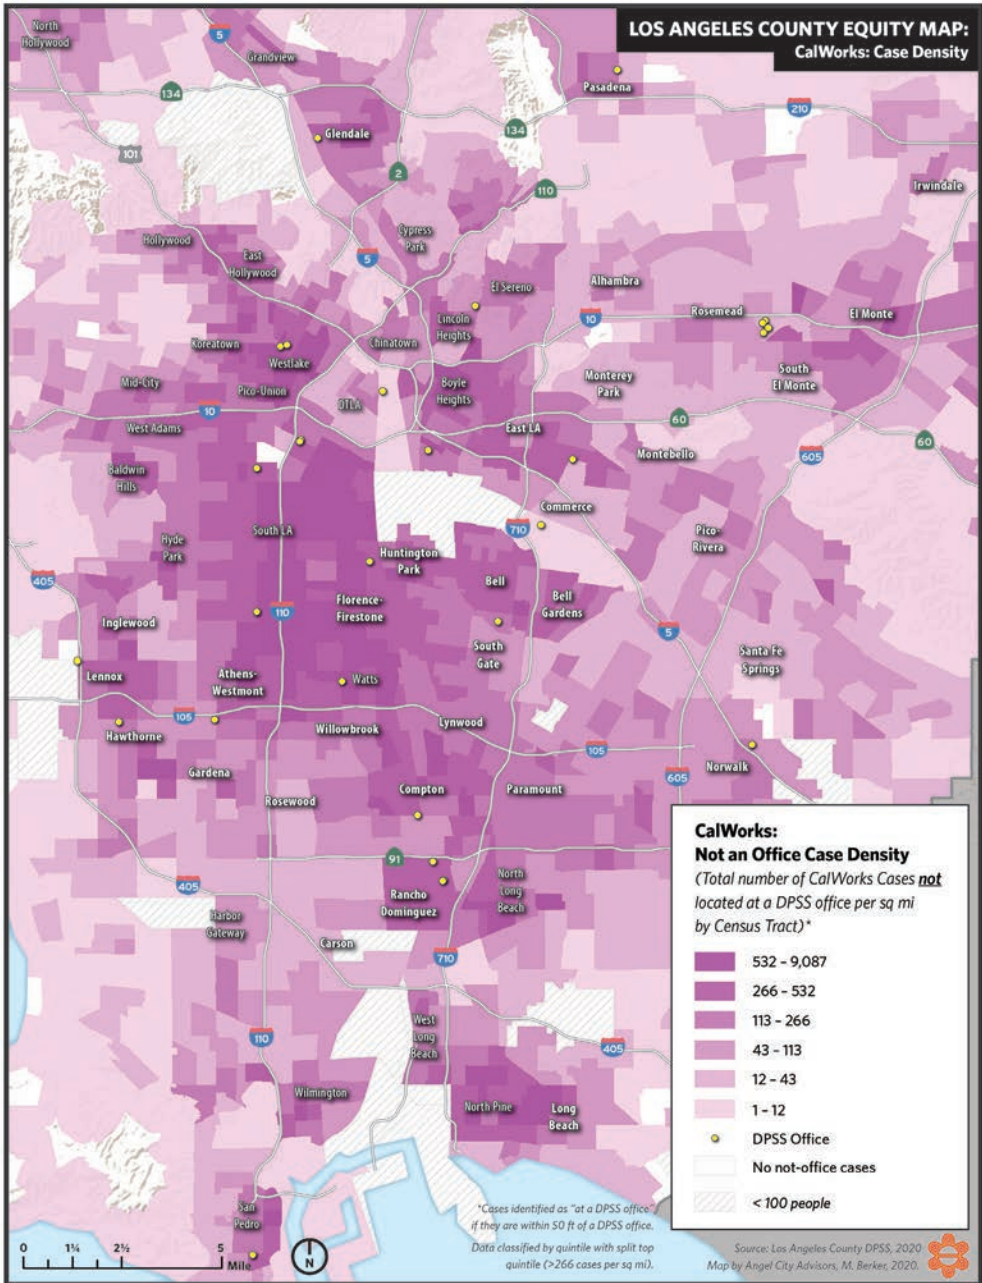 LOS ANGELES COUNTY EQUITY MAP:
CalWorks: Case Density
North
Hollywood
5
Grandview
Pasadena
134
210
Glendale
134
101
2
110
Irwindale
Hollywood
Cypress
Park
East
Hollywood
5
El Sereno
Alhambra
Lincoln
Heights
10
Rosemead
El Monte
Koreatown
Chinatown
Westlake
Mid-City
Pico-Union
DTLA
Boyle
Heights
Monterey
Park
South
El Monte
10
60
West Adams
East LA
60
Baldwin
Hills
Montebello
605
Commerce
South LA
710
Hyde
Park
Pico-
Rivera
Huntington
Park
405
Bell
Florence-
Firestone
Bell
Gardens
110
Inglewood
5
South
Gate
Santa Fe
Springs
Lennox
Athens-
Westmont
Watts
105
Willowbrook
Lynwood
Hawthorne
105
Norwalk
605
Gardena
Compton
Paramount
Rosewood
91
405
Rancho
Dominguez
North
Long
Beach
Harbor
Gateway
Carson
710
West
Long
Beach
110
405
Wilmington
North Pine
Long
Beach
San
Pedro
CalWorks:
Not an Office Case Density
(Total number of CalWorks Cases not
located at a DPSS office per sq mi
by Census Tract)*
532 – 9,087
266 – 532
113 – 266
43 – 113
12 – 43
1 – 12
DPSS Office
No not-office cases
< 100 people
*Cases identified as "at a DPSS office"
if they are within 50 ft of a DPSS office.
Data classified by quintile with split top
quintile (>266 cases per sq mi).
Source: Los Angeles County DPSS, 2020
Map by Angel City Advisors, M. Berker, 2020.
0 1¼ 2½ 5
Mile
N